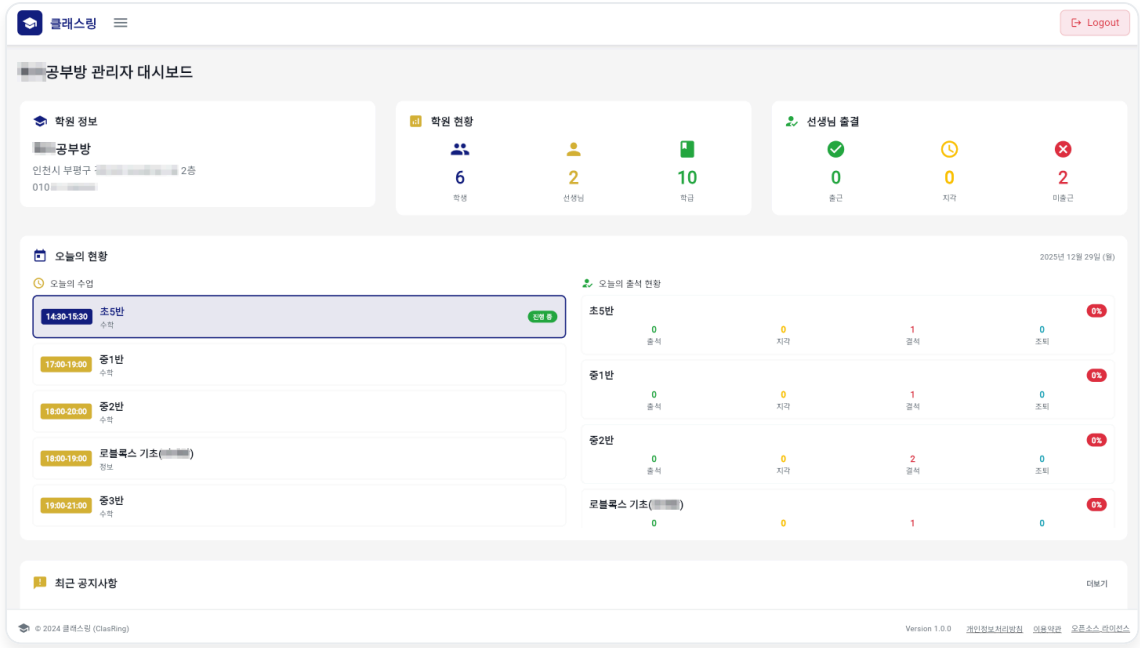 클래스링
Logout
공부방 관리자 대시보드
학원 정보
공부방
인천시 부평구 2층
010
학원 현황
6 2 10
학생 선생님 학급
선생님 출결
0 0 2
출근 지각 미출근
오늘의 현황
2025년 12월 29일 (월)
오늘의 수업
14:30-15:30 초5반 진행 중
수학
17:00-19:00 중1반
수학
18:00-20:00 중2반
수학
18:00-19:00 로블록스 기초( )
정보
19:00-21:00 중3반
수학
오늘의 출석 현황
초5반 0%
0 0 1 0
출석 지각 결석 조퇴
중1반 0%
0 0 1 0
출석 지각 결석 조퇴
중2반 0%
0 0 2 0
출석 지각 결석 조퇴
로블록스 기초( ) 0%
0 0 1 0
최근 공지사항
더보기
© 2024 클래스링 (ClasRing)
Version 1.0.0 개인정보처리방침 이용약관 오픈소스 라이선스